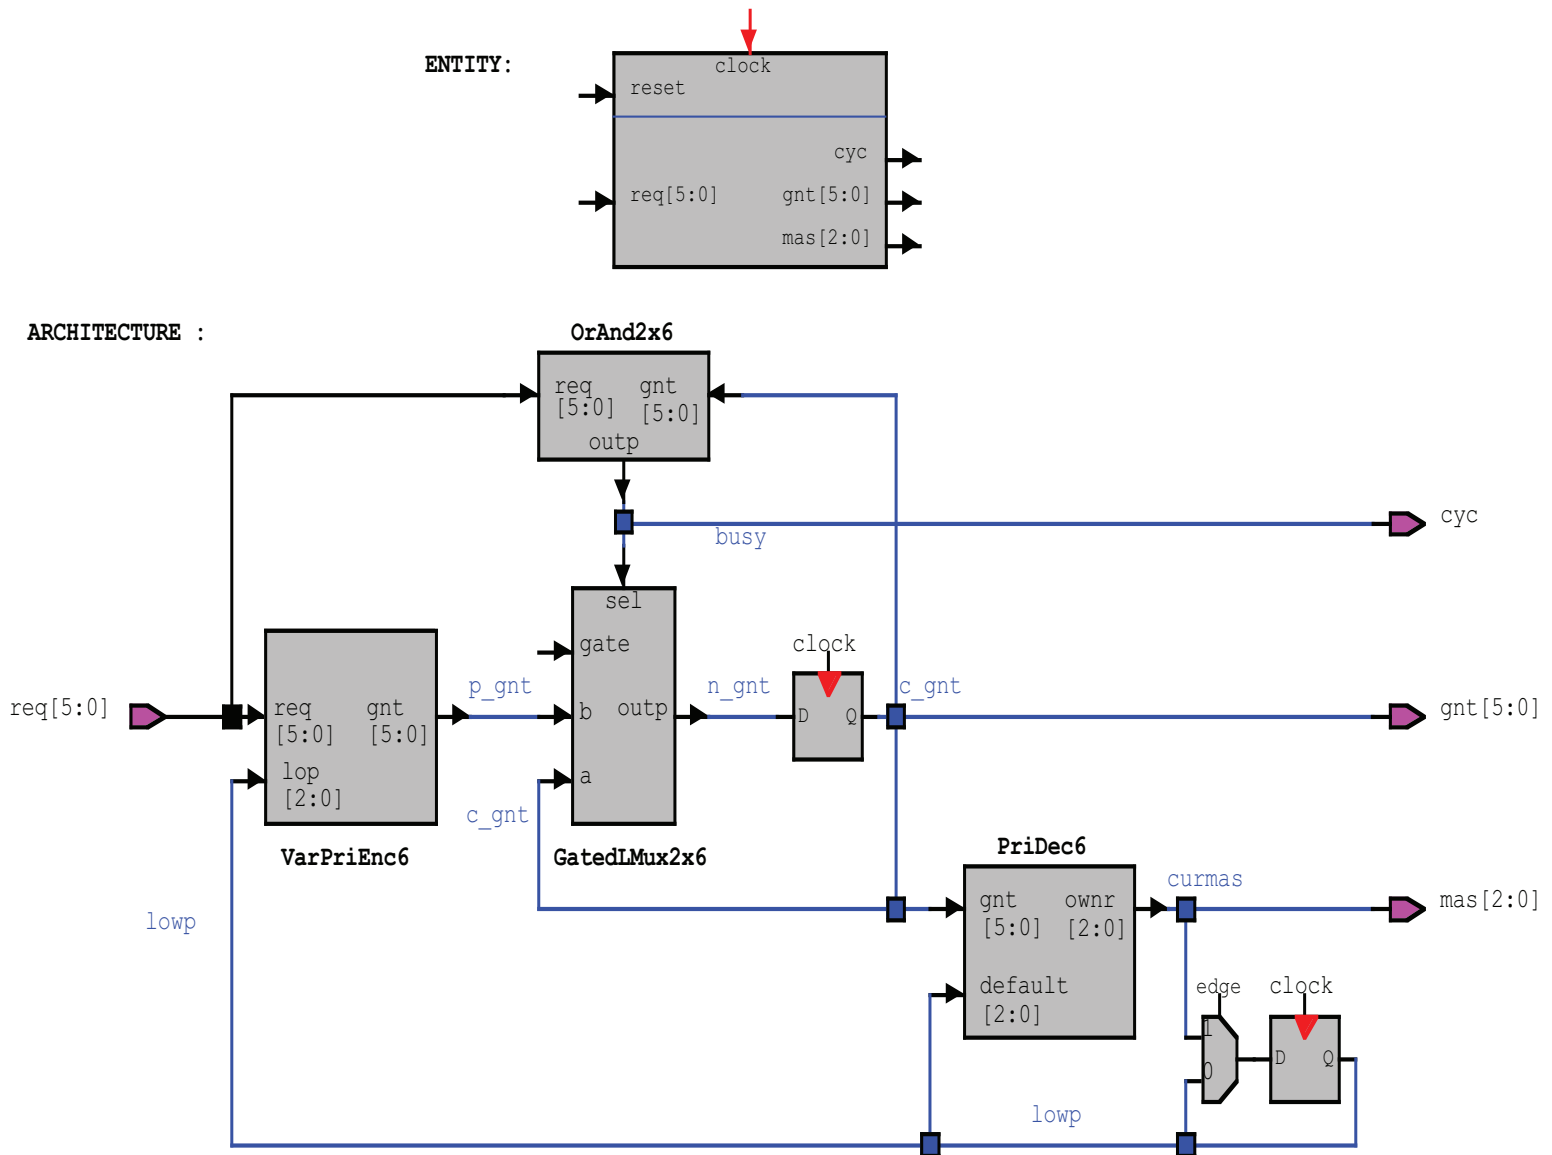 ENTITY:
clock
reset
cyc
req[5:0] gnt[5:0]
mas[2:0]
ARCHITECTURE :
OrAnd2x6
req gnt
[5:0] [5:0]
outp
cyc
busy
sel
gate
clock
p_gnt
n_gnt
c_gnt
req[5:0]
req gnt
[5:0] [5:0]
b outp
D Q
gnt[5:0]
lop
[2:0]
a
c_gnt
VarPriEnc6
GatedLMux2x6
PriDec6
lowp
gnt ownr
[5:0] [2:0]
curmas
mas[2:0]
default
[2:0]
edge
clock
1
0
D Q
lowp